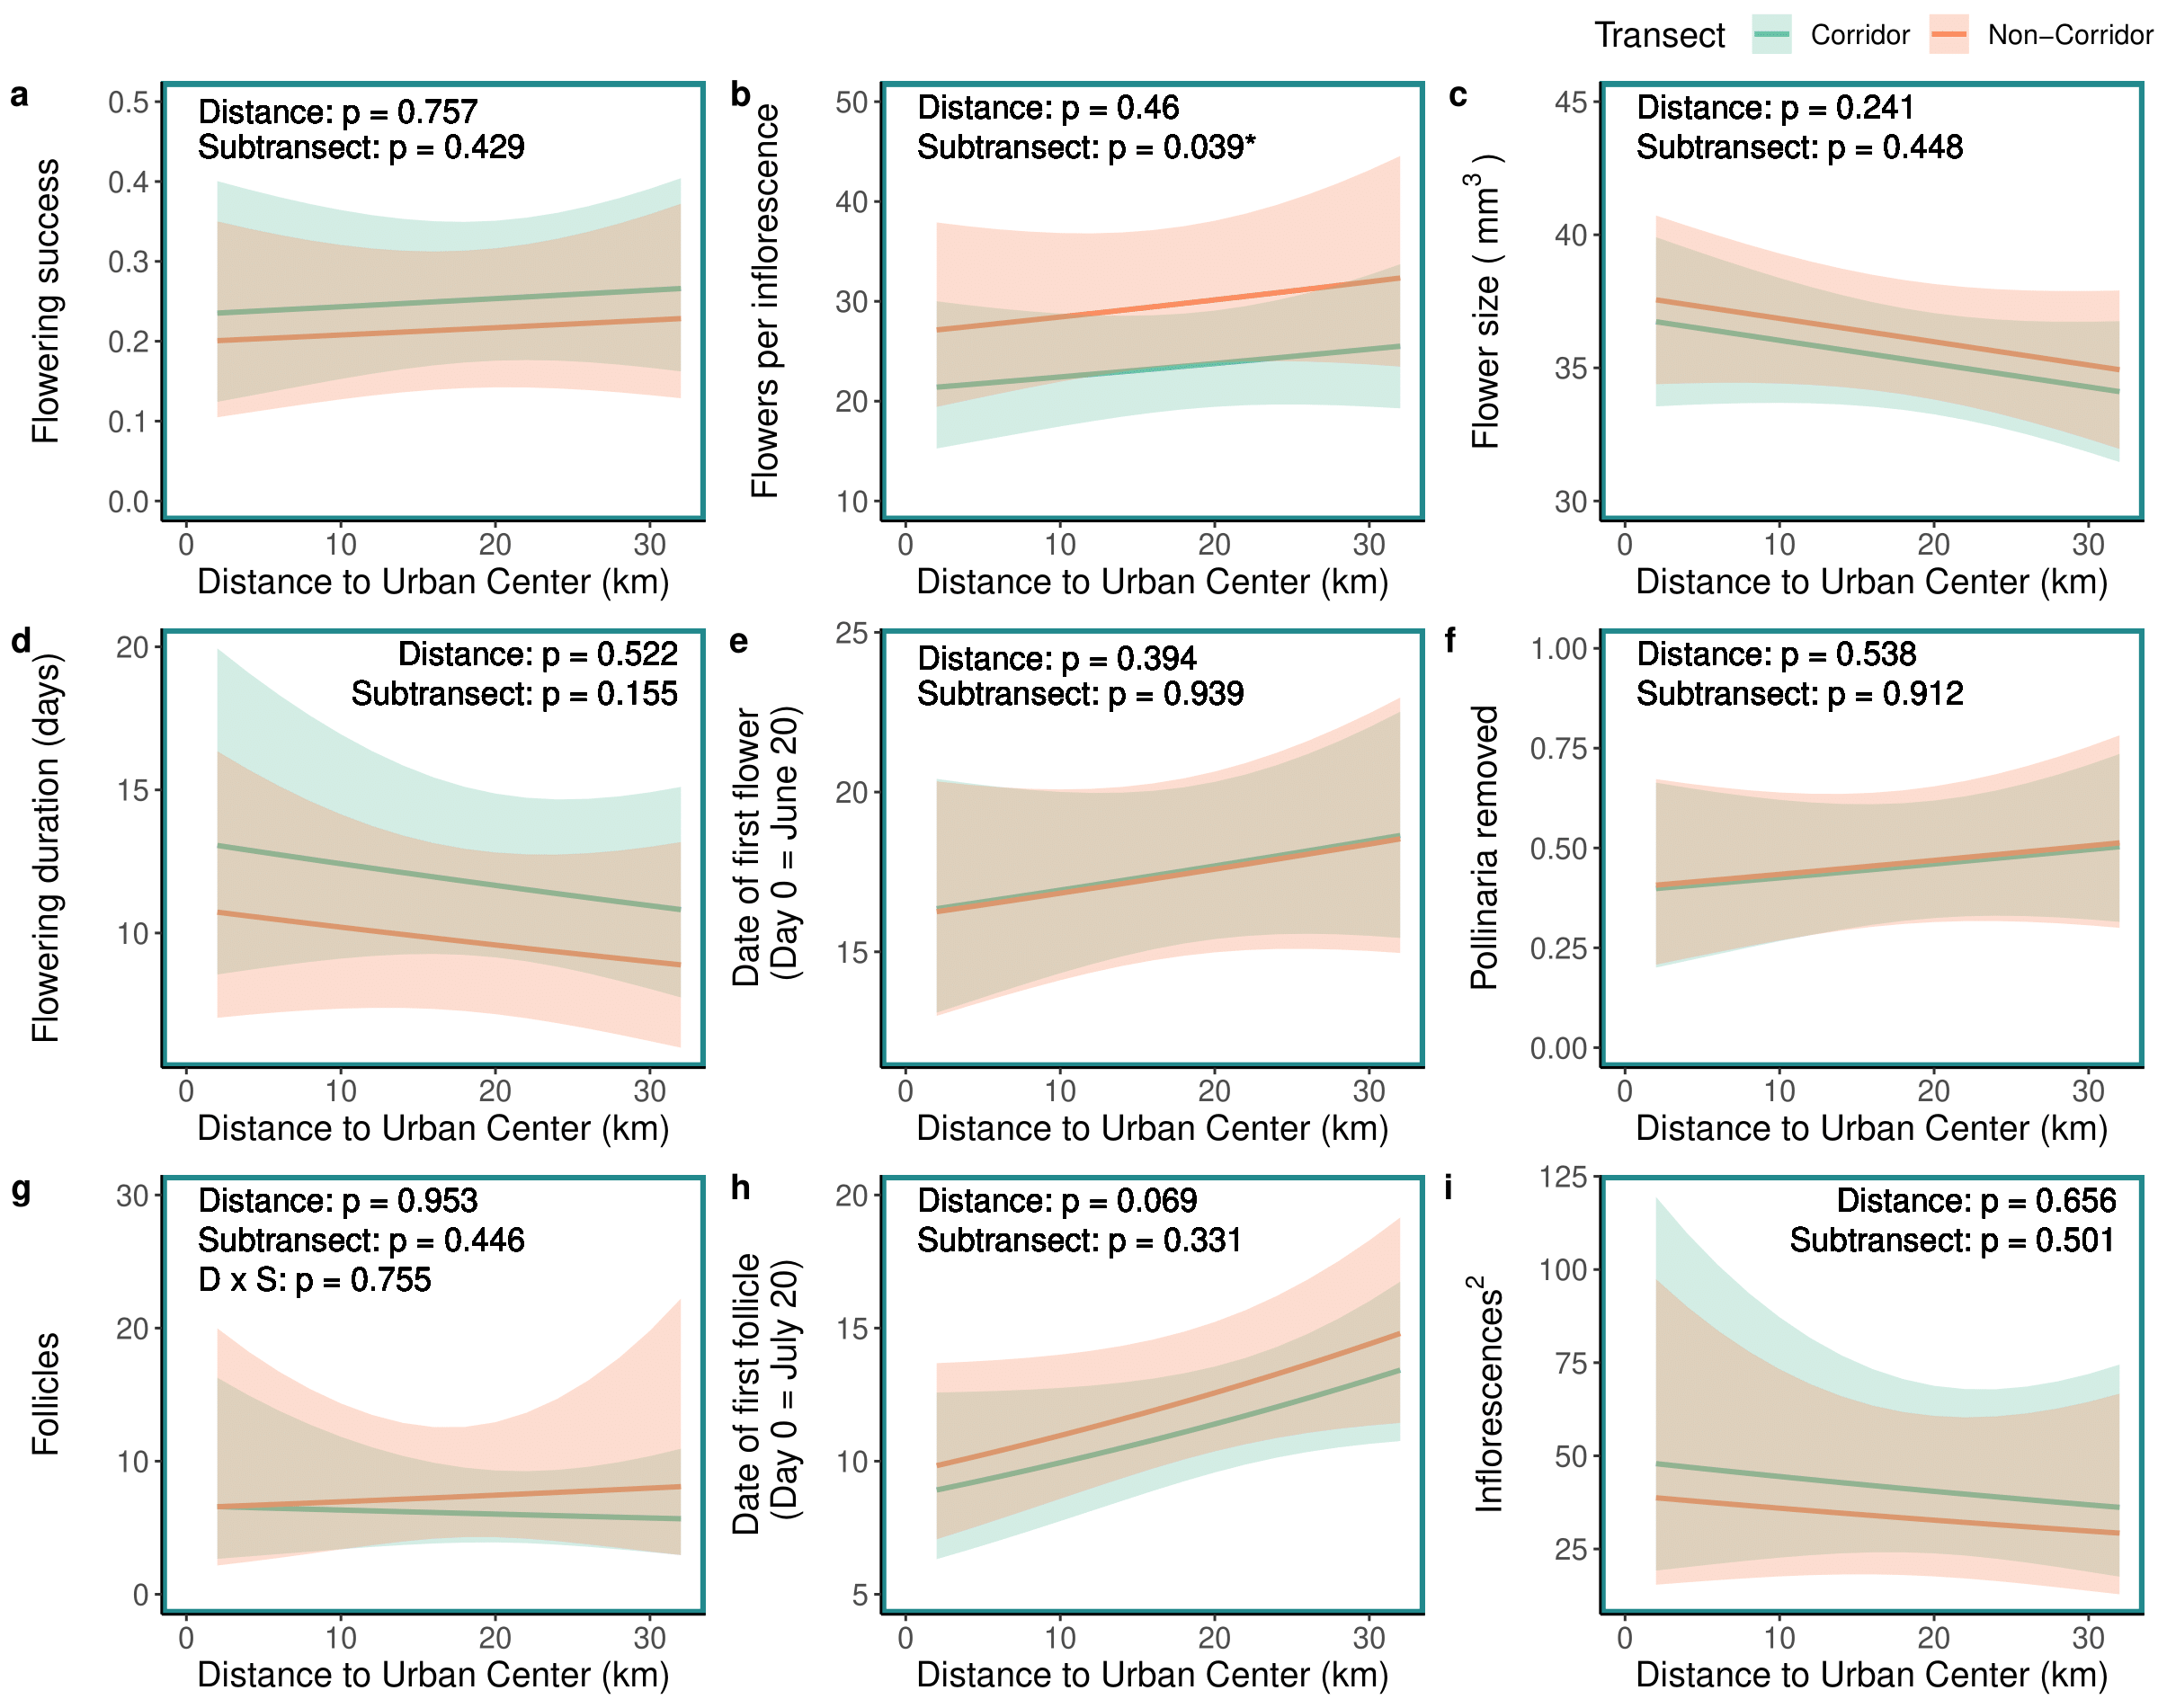 Transect Corridor Non-Corridor
a
Distance: p = 0.757
Subtransect: p = 0.429
Flowering success
0.5
0.4
0.3
0.2
0.1
0.0
0 10 20 30
Distance to Urban Center (km)
b
Distance: p = 0.46
Subtransect: p = 0.039*
Flowers per inflorescence
50
40
30
20
10
0 10 20 30
Distance to Urban Center (km)
c
Distance: p = 0.241
Subtransect: p = 0.448
Flower size ( mm³ )
45
40
35
30
0 10 20 30
Distance to Urban Center (km)
d
Distance: p = 0.522
Subtransect: p = 0.155
Flowering duration (days)
20
15
10
0 10 20 30
Distance to Urban Center (km)
e
Distance: p = 0.394
Subtransect: p = 0.939
Date of first flower
(Day 0 = June 20)
25
20
15
0 10 20 30
Distance to Urban Center (km)
f
Distance: p = 0.538
Subtransect: p = 0.912
Pollinaria removed
1.00
0.75
0.50
0.25
0.00
0 10 20 30
Distance to Urban Center (km)
g
Distance: p = 0.953
Subtransect: p = 0.446
D x S: p = 0.755
Follicles
30
20
10
0
0 10 20 30
Distance to Urban Center (km)
h
Distance: p = 0.069
Subtransect: p = 0.331
Date of first follicle
(Day 0 = July 20)
20
15
10
5
0 10 20 30
Distance to Urban Center (km)
i
Distance: p = 0.656
Subtransect: p = 0.501
Inflorescences²
125
100
75
50
25
0 10 20 30
Distance to Urban Center (km)